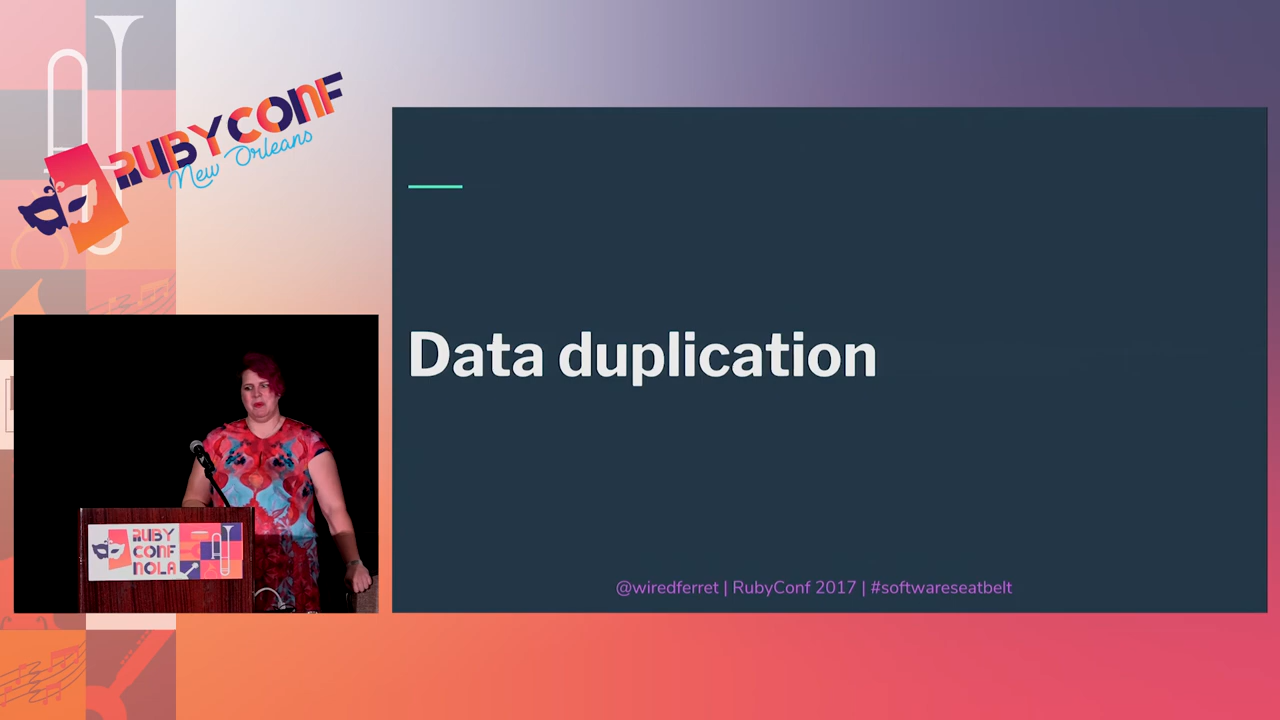 RUBYCONF
New Orleans
Data duplication
RUBY
CONF
NOLA
@wiredferret | RubyConf 2017 | #softwareseatbelt